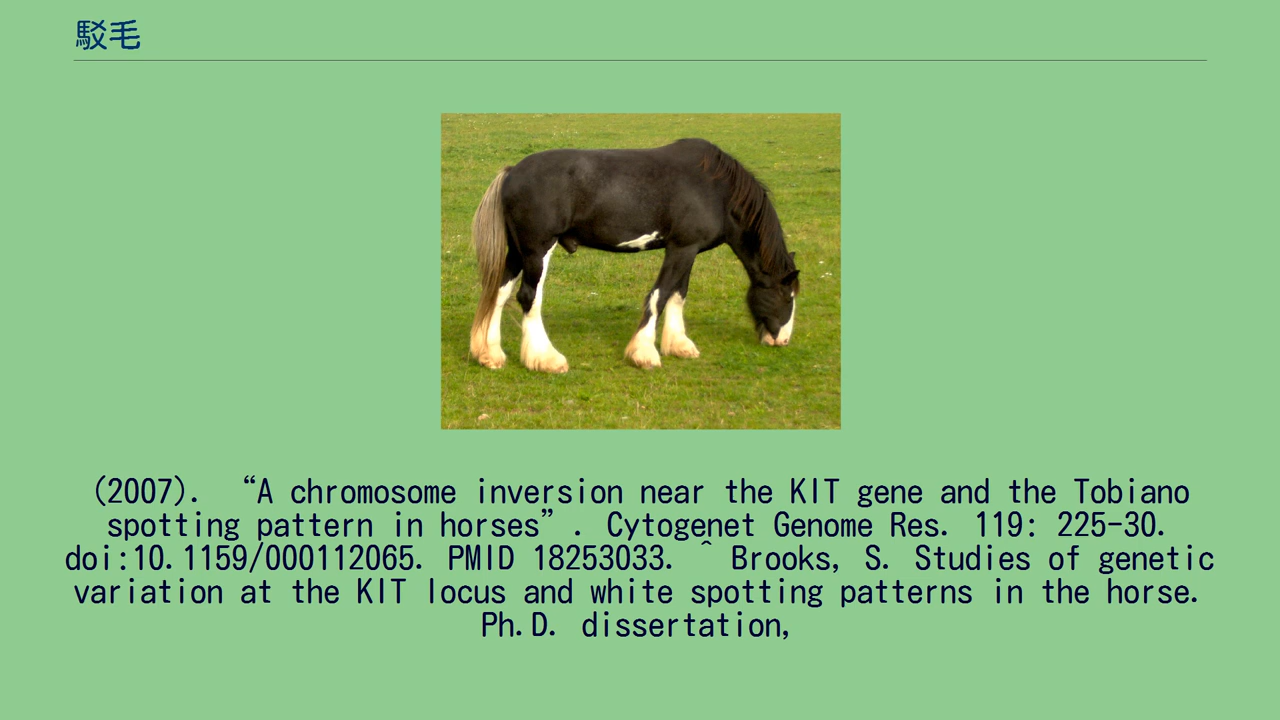 駁毛
(2007). “A chromosome inversion near the KIT gene and the Tobiano
spotting pattern in horses”. Cytogenet Genome Res. 119: 225-30.
doi:10.1159/000112065. PMID 18253033. ^ Brooks, S. Studies of genetic
variation at the KIT locus and white spotting patterns in the horse.
Ph.D. dissertation,